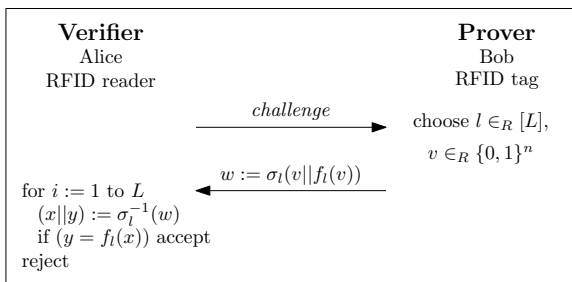 Verifier
Alice
RFID reader
Prover
Bob
RFID tag
challenge
choose l ∈_R [L],
v ∈_R {0, 1}^n
w := σ_l(v||f_l(v))
for i := 1 to L
(x||y) := σ_l^{-1}(w)
if (y = f_l(x)) accept
reject